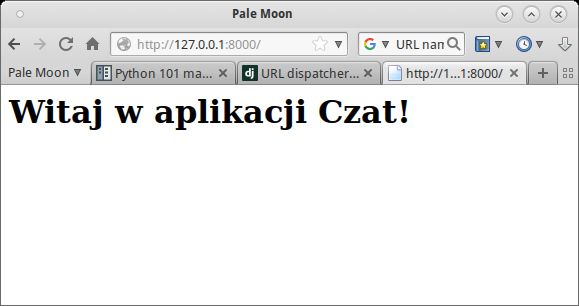 Pale Moon
http://127.0.0.1:8000/
URL nam
Pale Moon
Python 101 ma...
URL dispatcher...
http://1...1:8000/
Witaj w aplikacji Czat!